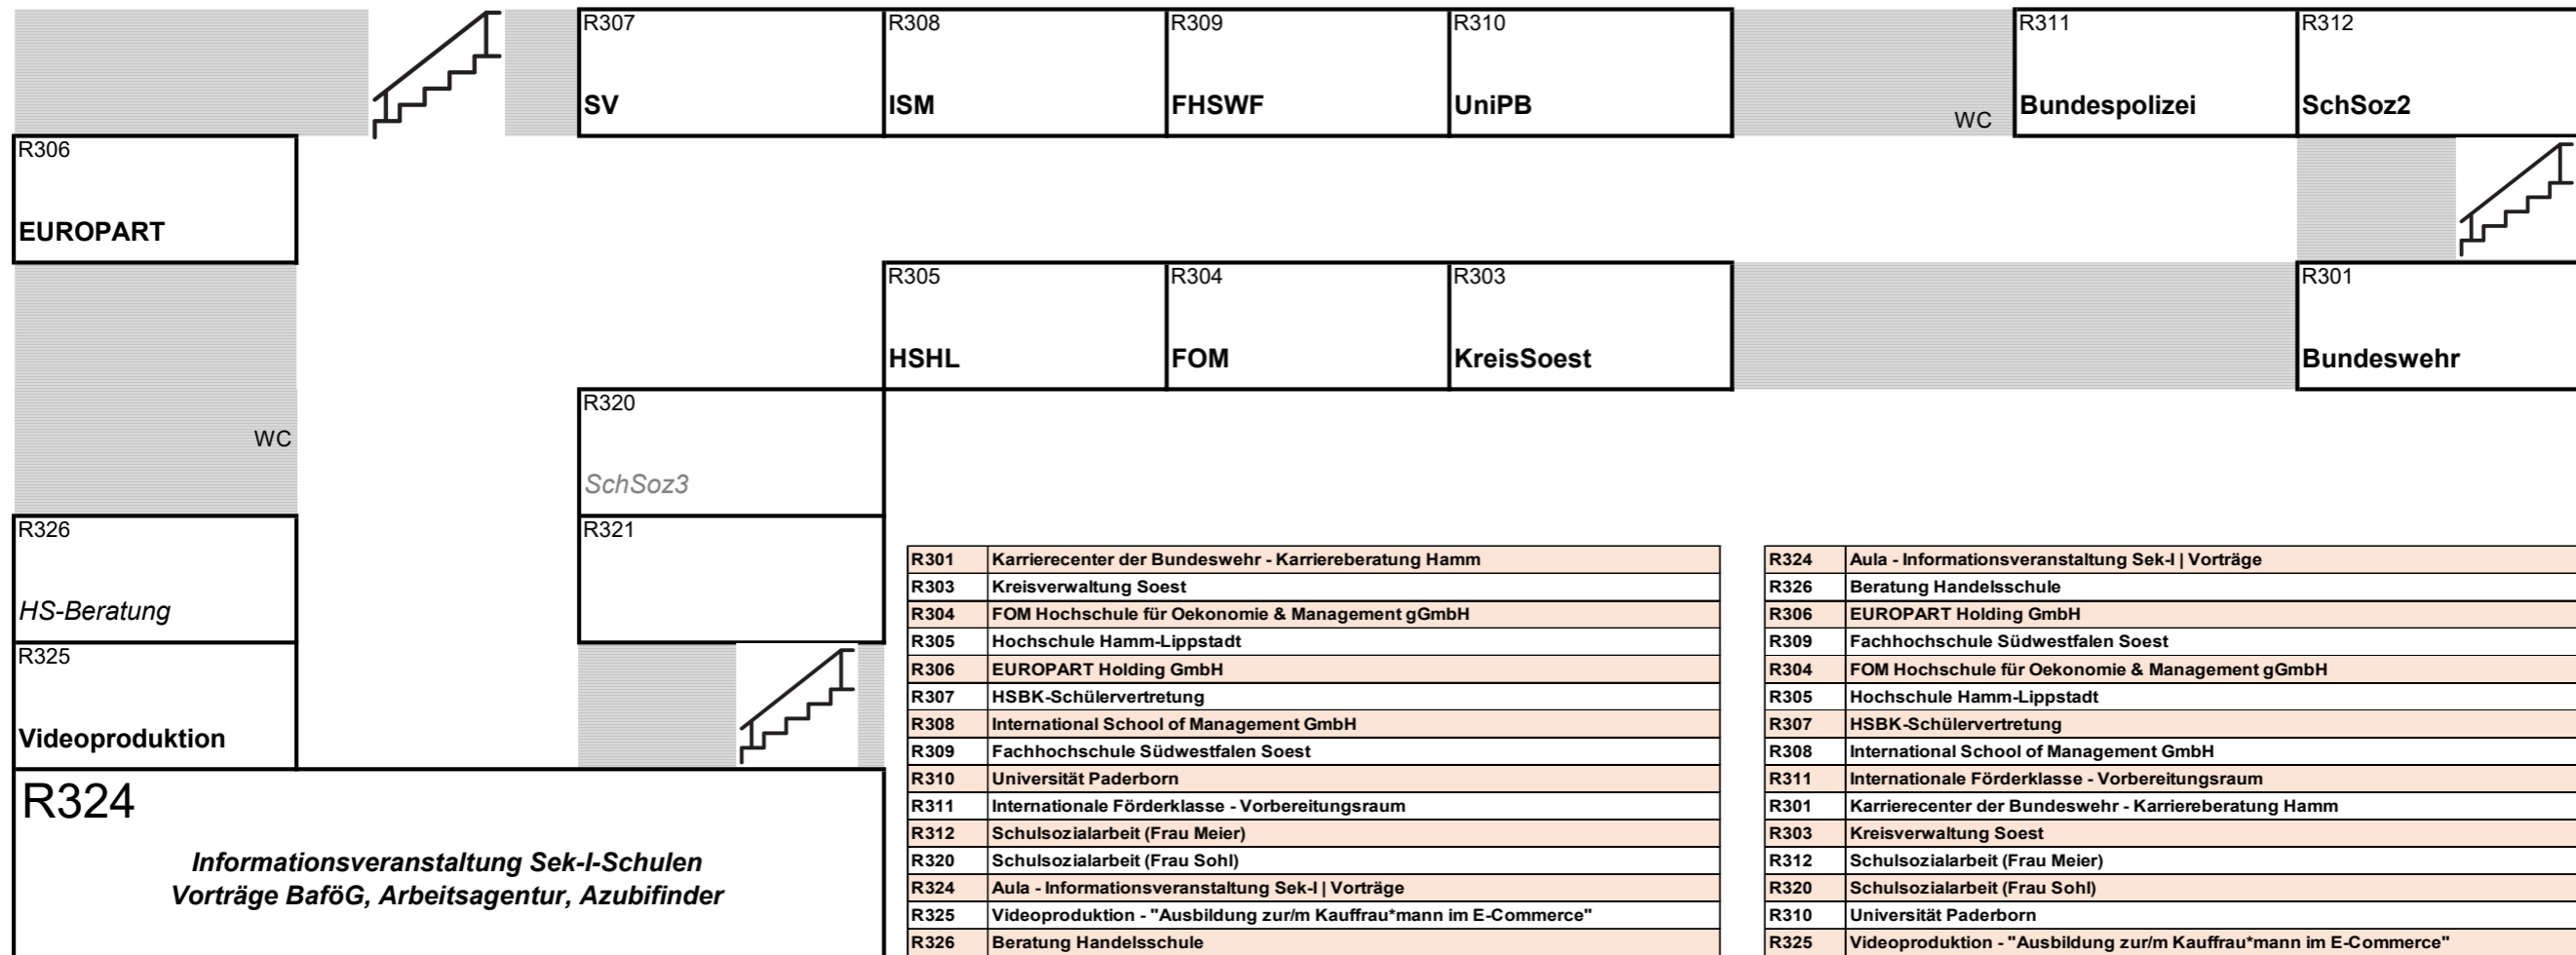 R307 R308 R309 R310 R311 R312
SV ISM FHSWF UniPB WC Bundespolizei SchSoz2
R306
EUROPART
R305 R304 R303 R301
HSHL FOM KreisSoest Bundeswehr
R320
WC
SchSoz3
R326 R321
HS-Beratung
R325
Videoproduktion
R324
Informationsveranstaltung Sek-I-Schulen
Vorträge BaföG, Arbeitsagentur, Azubifinder
R301 Karrierecenter der Bundeswehr - Karriereberatung Hamm
R303 Kreisverwaltung Soest
R304 FOM Hochschule für Oekonomie & Management gGmbH
R305 Hochschule Hamm-Lippstadt
R306 EUROPART Holding GmbH
R307 HSBK-Schülervertretung
R308 International School of Management GmbH
R309 Fachhochschule Südwestfalen Soest
R310 Universität Paderborn
R311 Internationale Förderklasse - Vorbereitungsraum
R312 Schulsozialarbeit (Frau Meier)
R320 Schulsozialarbeit (Frau Sohl)
R324 Aula - Informationsveranstaltung Sek-I | Vorträge
R325 Videoproduktion - "Ausbildung zur/m Kauffrau*mann im E-Commerce"
R326 Beratung Handelsschule
R324 Aula - Informationsveranstaltung Sek-I | Vorträge
R326 Beratung Handelsschule
R306 EUROPART Holding GmbH
R309 Fachhochschule Südwestfalen Soest
R304 FOM Hochschule für Oekonomie & Management gGmbH
R305 Hochschule Hamm-Lippstadt
R307 HSBK-Schülervertretung
R308 International School of Management GmbH
R311 Internationale Förderklasse - Vorbereitungsraum
R301 Karrierecenter der Bundeswehr - Karriereberatung Hamm
R303 Kreisverwaltung Soest
R312 Schulsozialarbeit (Frau Meier)
R320 Schulsozialarbeit (Frau Sohl)
R310 Universität Paderborn
R325 Videoproduktion - "Ausbildung zur/m Kauffrau*mann im E-Commerce"